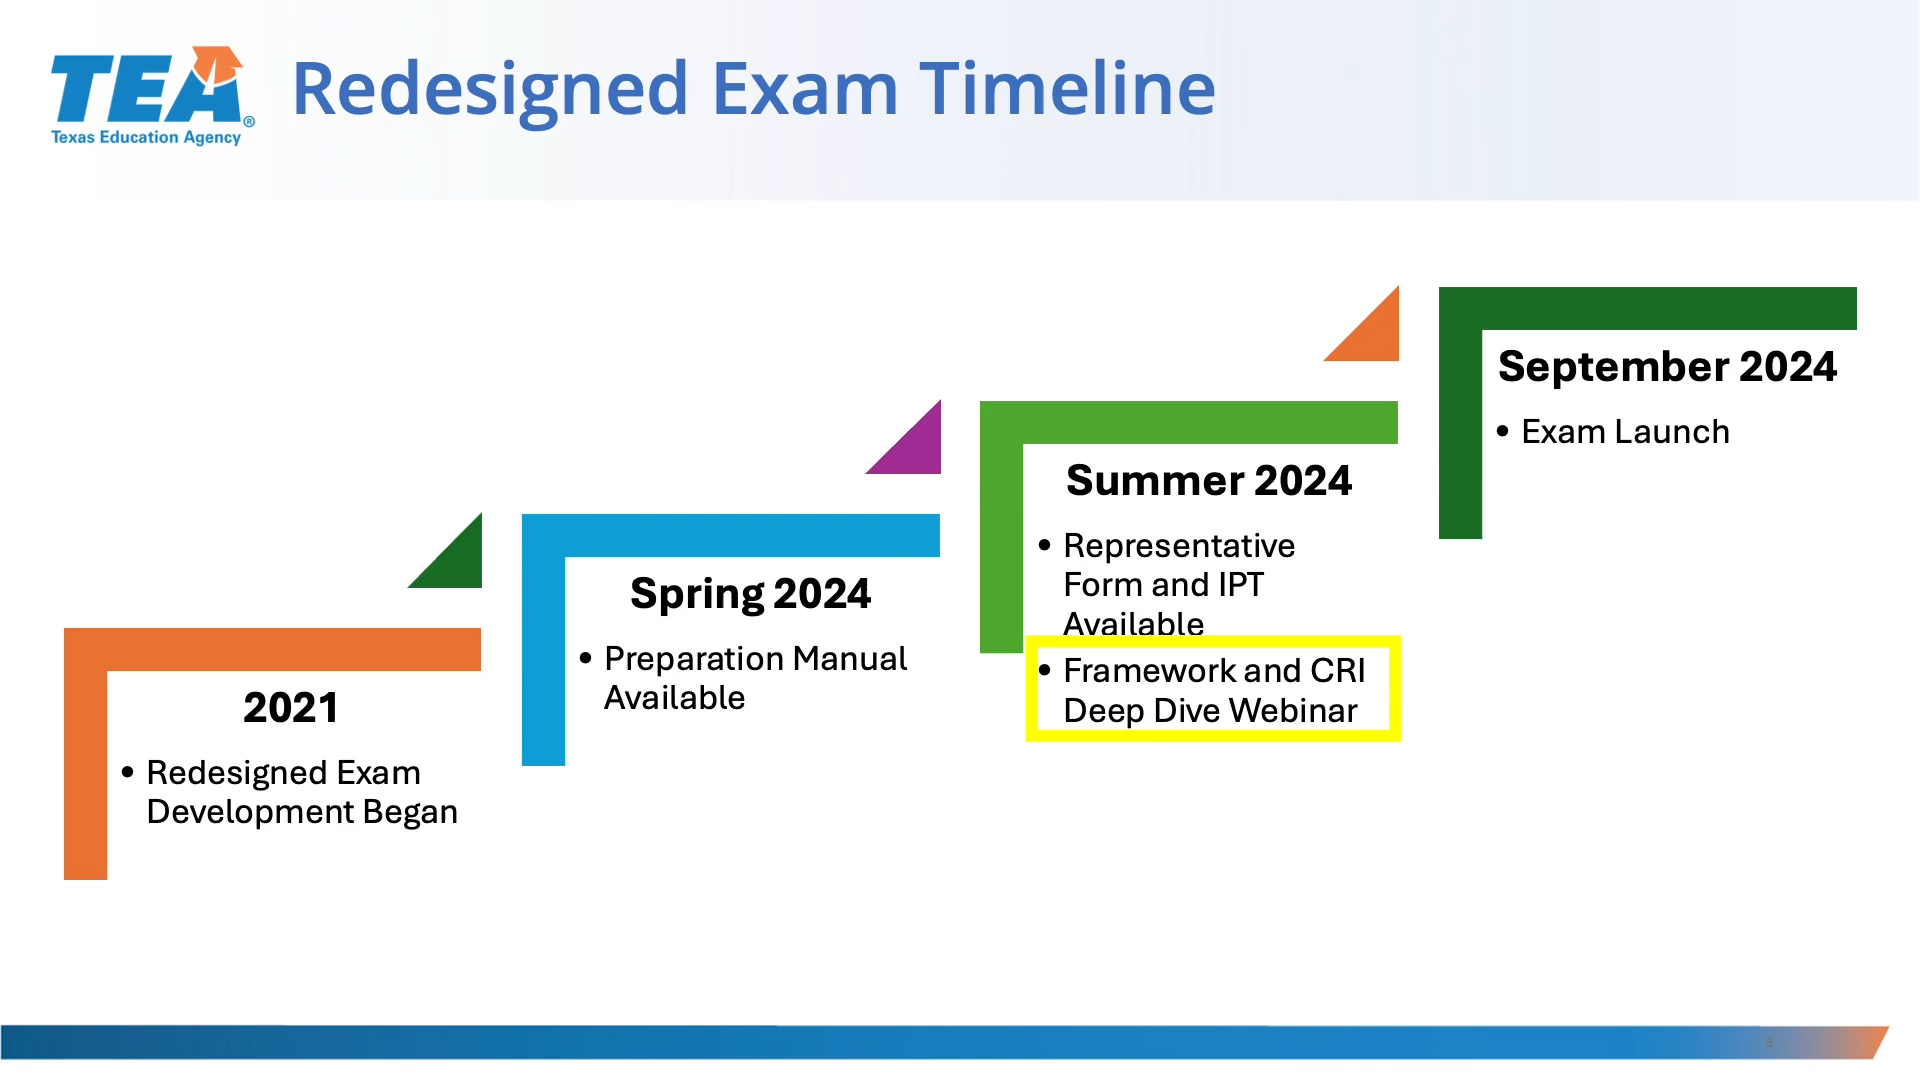 TEA®
Texas Education Agency
Redesigned Exam Timeline
2021
• Redesigned Exam
Development Began
Spring 2024
• Preparation Manual
Available
Summer 2024
• Representative
Form and IPT
Available
• Framework and CRI
Deep Dive Webinar
September 2024
• Exam Launch